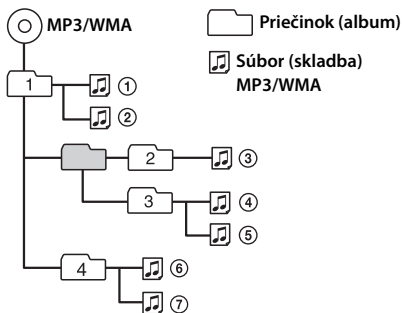 MP3/WMA
Priečinok (album)
Súbor (skladba)
MP3/WMA
1
①
②
2
③
3
④
⑤
4
⑥
⑦